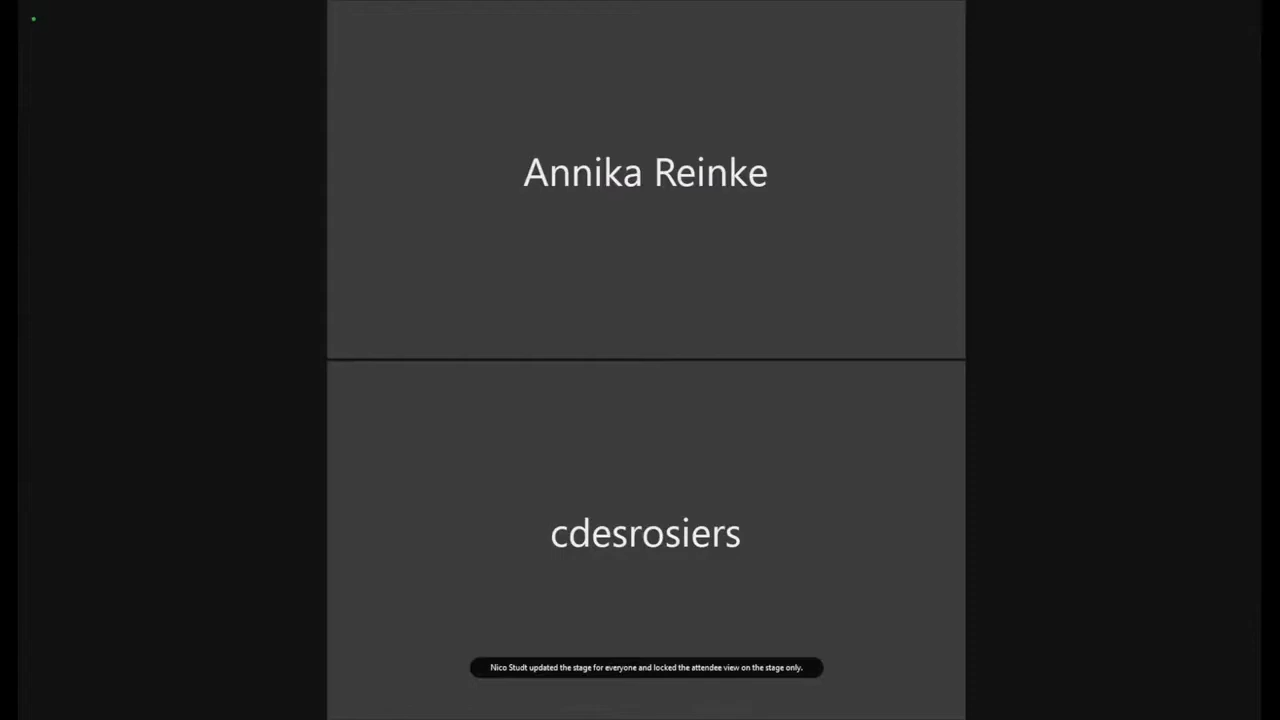 Annika Reinke
cdesrosiers
Nico Studt updated the stage for everyone and locked the attendee view on the stage only.